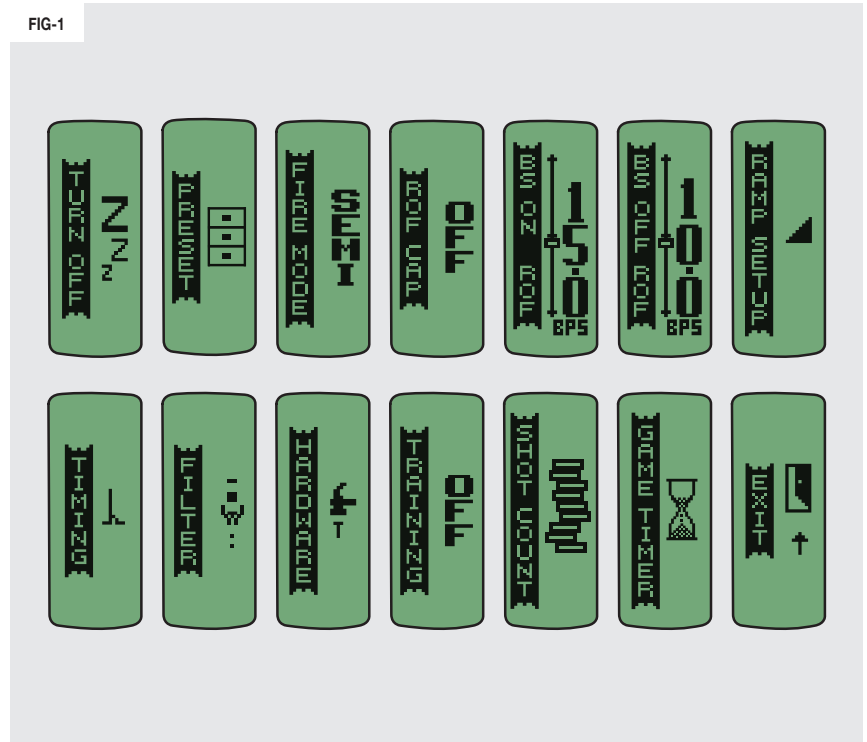 FIG-1
TURN OFF
ZZZ
PRESET
FIRE MODE
SEMI
ROF CAP
OFF
BS ON ROF
15.0
BPS
BS OFF ROF
10.0
BPS
RAMP SETUP
TIMING
FILTER
HARDWARE
TRAINING
OFF
SHOT COUNT
GAME TIMER
EXIT